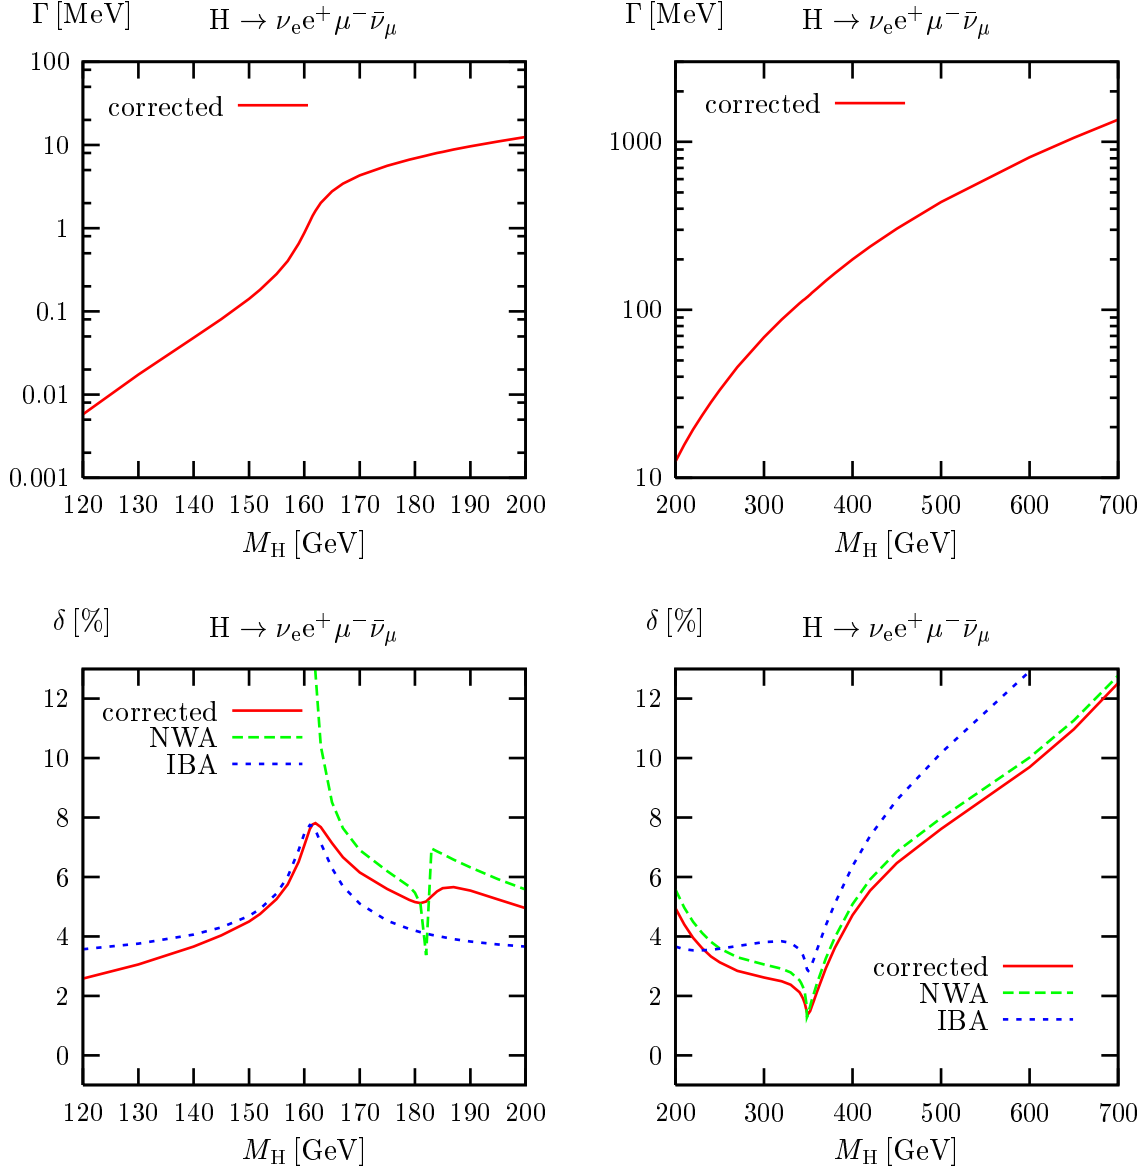 Γ [MeV] H → νₑe⁺μ⁻ν̄_μ
100
corrected
10
1
0.1
0.01
0.001
120 130 140 150 160 170 180 190 200
M_H [GeV]
Γ [MeV] H → νₑe⁺μ⁻ν̄_μ
corrected
1000
100
10
200 300 400 500 600 700
M_H [GeV]
δ [%] H → νₑe⁺μ⁻ν̄_μ
12
corrected
NWA
10
IBA
8
6
4
2
0
120 130 140 150 160 170 180 190 200
M_H [GeV]
δ [%] H → νₑe⁺μ⁻ν̄_μ
12
10
8
6
4
corrected
2
NWA
IBA
0
200 300 400 500 600 700
M_H [GeV]